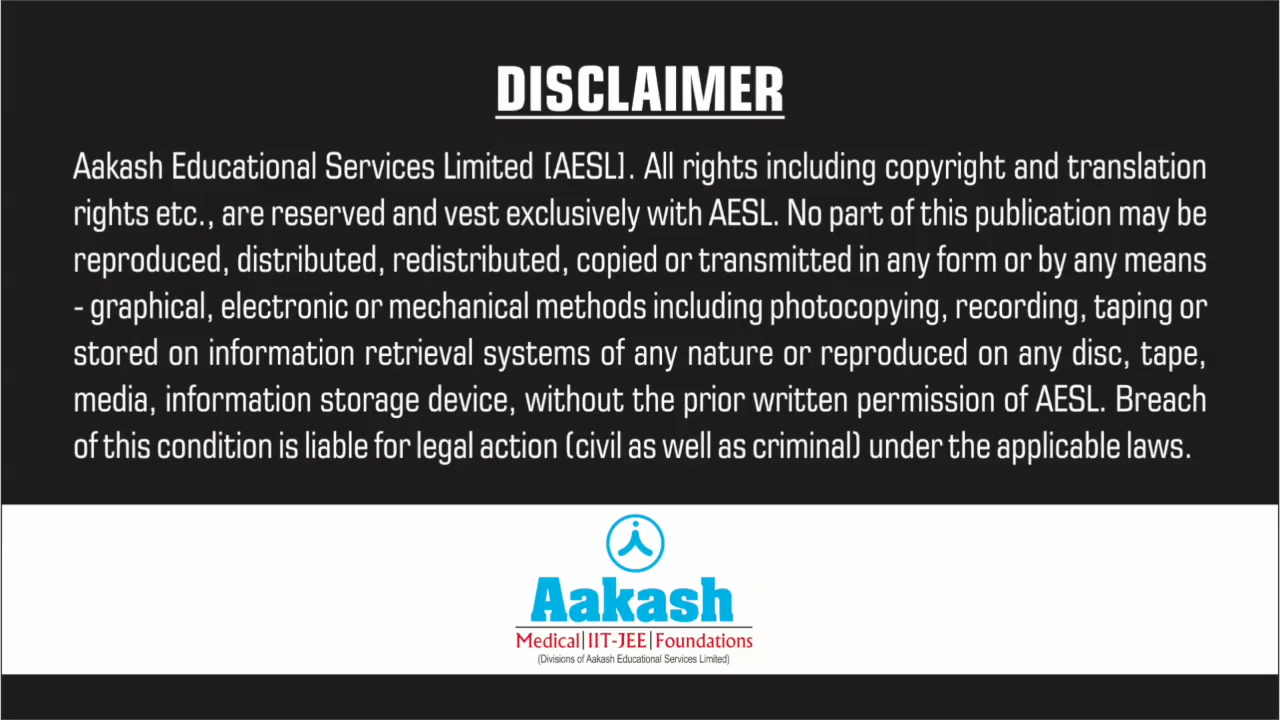 DISCLAIMER
Aakash Educational Services Limited [AESL]. All rights including copyright and translation
rights etc., are reserved and vest exclusively with AESL. No part of this publication may be
reproduced, distributed, redistributed, copied or transmitted in any form or by any means
- graphical, electronic or mechanical methods including photocopying, recording, taping or
stored on information retrieval systems of any nature or reproduced on any disc, tape,
media, information storage device, without the prior written permission of AESL. Breach
of this condition is liable for legal action (civil as well as criminal) under the applicable laws.
Aakash
Medical|IIT-JEE|Foundations
(Divisions of Aakash Educational Services Limited)